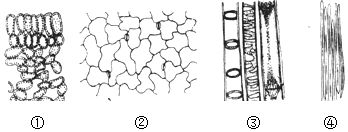 ① ② ③ ④